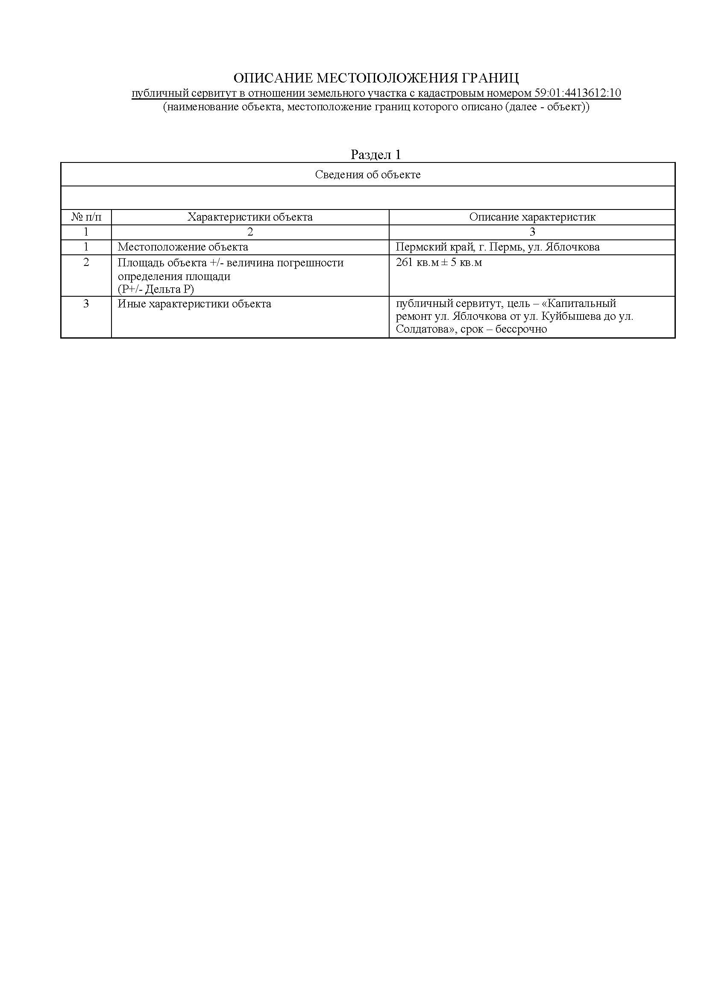 ОПИСАНИЕ МЕСТОПОЛОЖЕНИЯ ГРАНИЦ
публичный сервитут в отношении земельного участка с кадастровым номером 59:01:4413612:10
(наименование объекта, местоположение границ которого описано (далее - объект))
Раздел 1
Сведения об объекте
№ п/п Характеристики объекта Описание характеристик
1 2 3
1 Местоположение объекта Пермский край, г. Пермь, ул. Яблочкова
2 Площадь объекта +/- величина погрешности 261 кв.м ± 5 кв.м
определения площади
(P+/- Дельта P)
3 Иные характеристики объекта публичный сервитут, цель – «Капитальный
ремонт ул. Яблочкова от ул. Куйбышева до ул.
Солдатова», срок – бессрочно